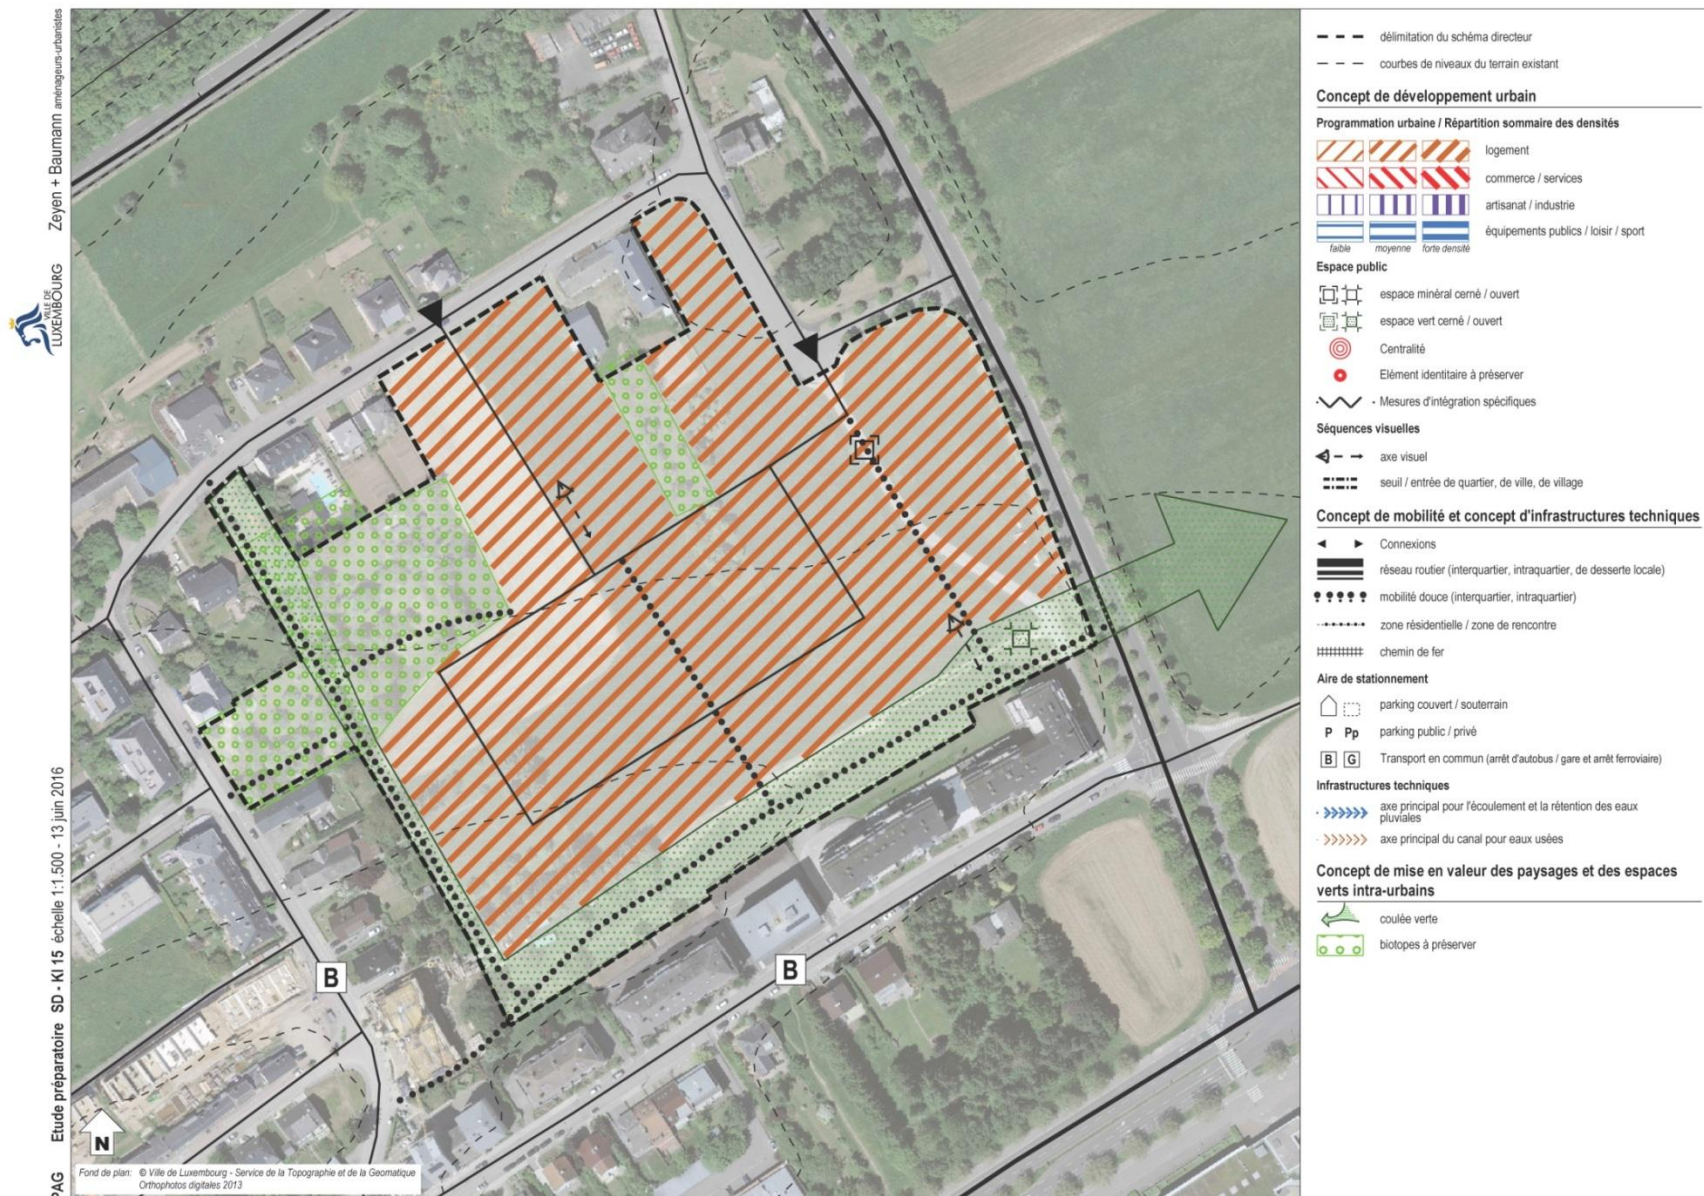 Zeyen + Baumann aménageurs-urbanistes
VILLE DE
LUXEMBOURG
LUXEMBOURG
PAG Etude préparatoire SD - KI 15 échelle 1:1.500 - 13 juin 2016
B
B
N
Fond de plan: © Ville de Luxembourg - Service de la Topographie et de la Geomatique
Orthophotos digitales 2013
délimitation du schéma directeur
courbes de niveaux du terrain existant
Concept de développement urbain
Programmation urbaine / Répartition sommaire des densités
logement
commerce / services
artisanat / industrie
équipements publics / loisir / sport
faible moyenne forte densité
Espace public
espace minéral cerné / ouvert
espace vert cerné / ouvert
Centralité
Elément identitaire à préserver
Mesures d'intégration spécifiques
Séquences visuelles
axe visuel
seuil / entrée de quartier, de ville, de village
Concept de mobilité et concept d'infrastructures techniques
Connexions
réseau routier (interquartier, intraquartier, de desserte locale)
mobilité douce (interquartier, intraquartier)
zone résidentielle / zone de rencontre
chemin de fer
Aire de stationnement
parking couvert / souterrain
P Pp parking public / privé
B G Transport en commun (arrêt d'autobus / gare et arrêt ferroviaire)
Infrastructures techniques
axe principal pour l'écoulement et la rétention des eaux
pluviales
axe principal du canal pour eaux usées
Concept de mise en valeur des paysages et des espaces
verts intra-urbains
coulée verte
biotopes à préserver